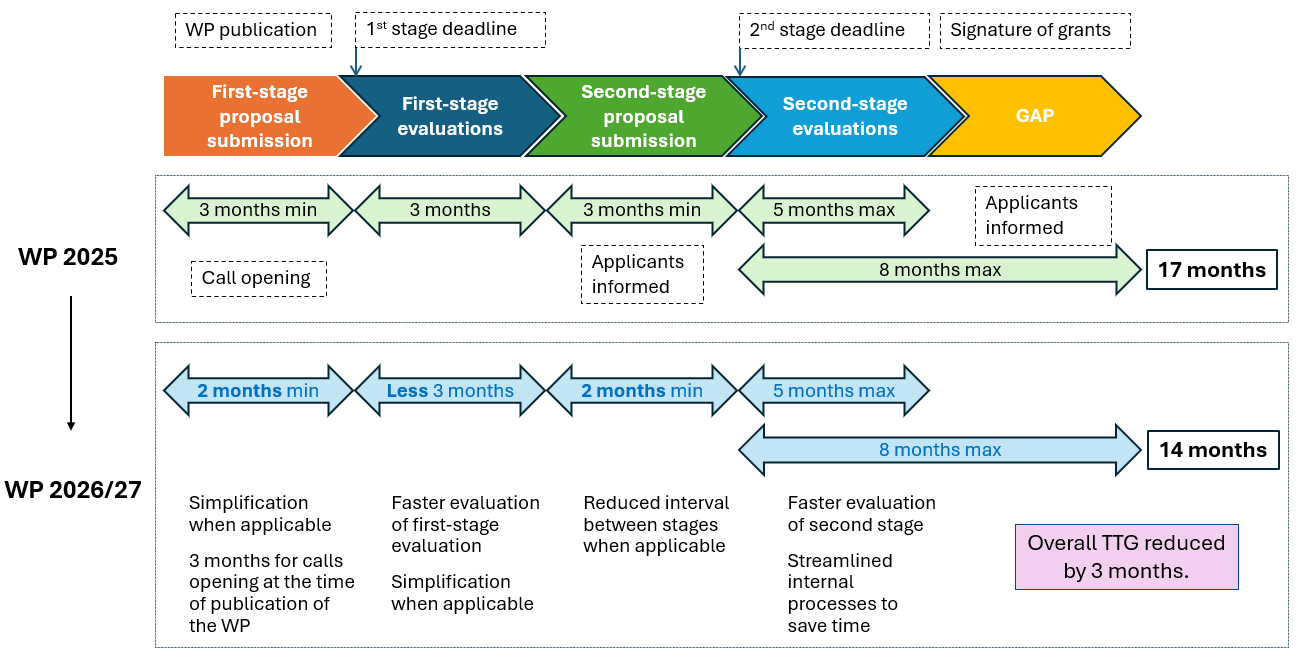 WP publication
1st stage deadline
2nd stage deadline
Signature of grants
First-stage
proposal
submission
First-stage
evaluations
Second-stage
proposal
submission
Second-stage
evaluations
GAP
WP 2025
3 months min
3 months
3 months min
5 months max
Applicants
informed
Call opening
Applicants
informed
8 months max
17 months
WP 2026/27
2 months min
Less 3 months
2 months min
5 months max
8 months max
14 months
Simplification
when applicable
3 months for calls
opening at the time
of publication of
the WP
Faster evaluation
of first-stage
evaluation
Simplification
when applicable
Reduced interval
between stages
when applicable
Faster evaluation
of second stage
Streamlined
internal
processes to
save time
Overall TTG reduced
by 3 months.